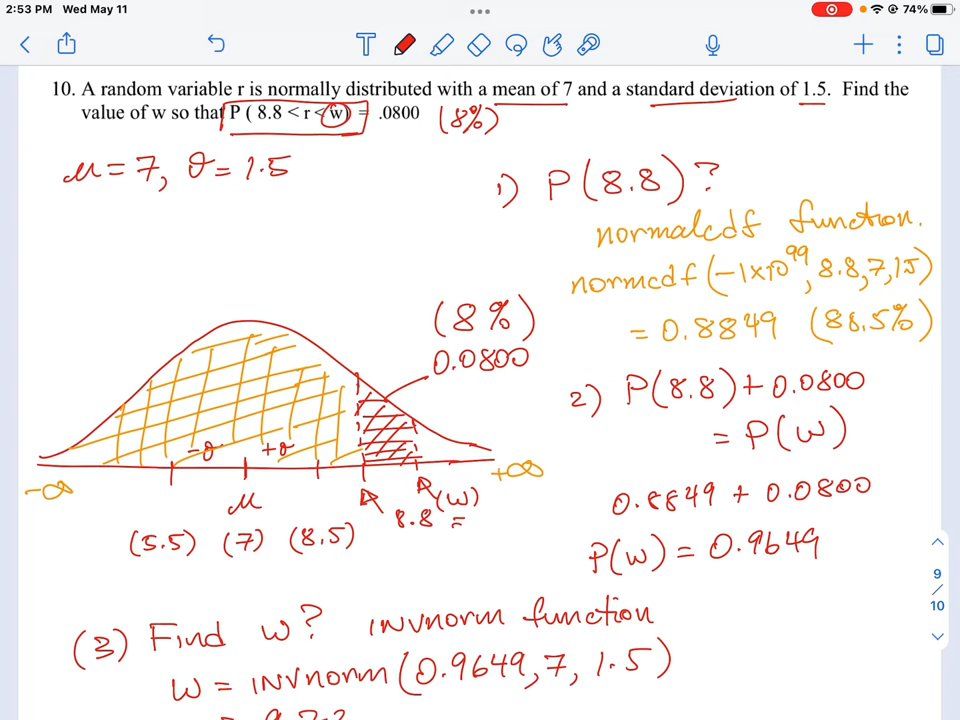 2:53 PM Wed May 11
74%
T
10. A random variable r is normally distributed with a mean of 7 and a standard deviation of 1.5. Find the
value of w so that P ( 8.8 < r < w) = .0800 (8%)
μ = 7, σ = 1.5
1) P(8.8)?
normalcdf function.
normcdf(-1x10^99, 8.8, 7, 1.5)
= 0.8849 (88.5%)
(8%)
0.0800
2) P(8.8) + 0.0800
= P(w)
0.8849 + 0.0800
P(w) = 0.9649
-σ +σ
-∞ +∞
μ (w)
8.8 =
(5.5) (7) (8.5)
9
/
10
(3) Find w? invnorm function
w = invnorm(0.9649, 7, 1.5)